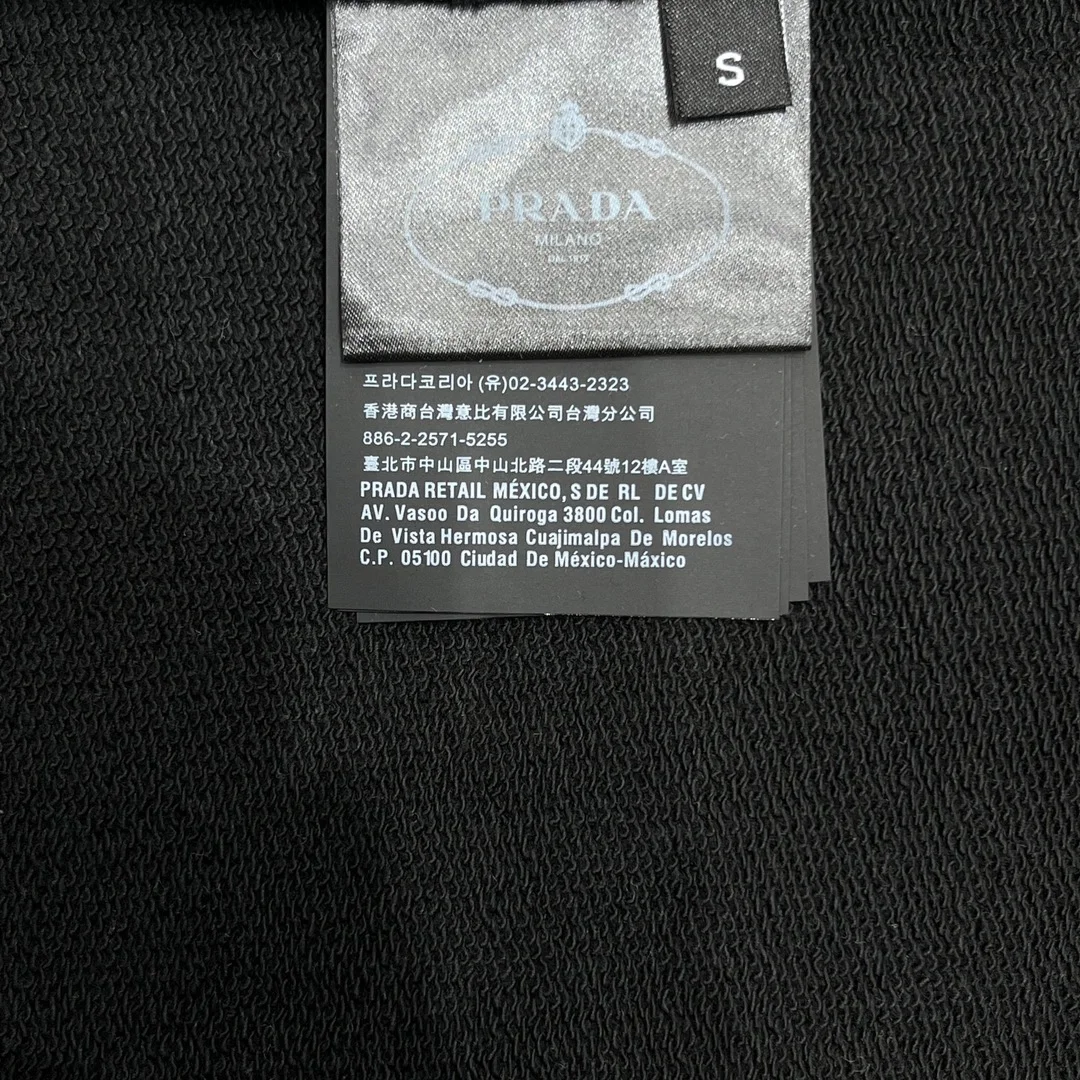 S
PRADA
MILANO
DAL 1913
프라다코리아 (유)02-3443-2323
香港商台灣意比有限公司台灣分公司
886-2-2571-5255
臺北市中山區中山北路二段44號12樓A室
PRADA RETAIL MÉXICO, S DE RL DE CV
AV. Vasoo Da Quiroga 3800 Col. Lomas
De Vista Hermosa Cuajimalpa De Morelos
C.P. 05100 Ciudad De México-Máxico